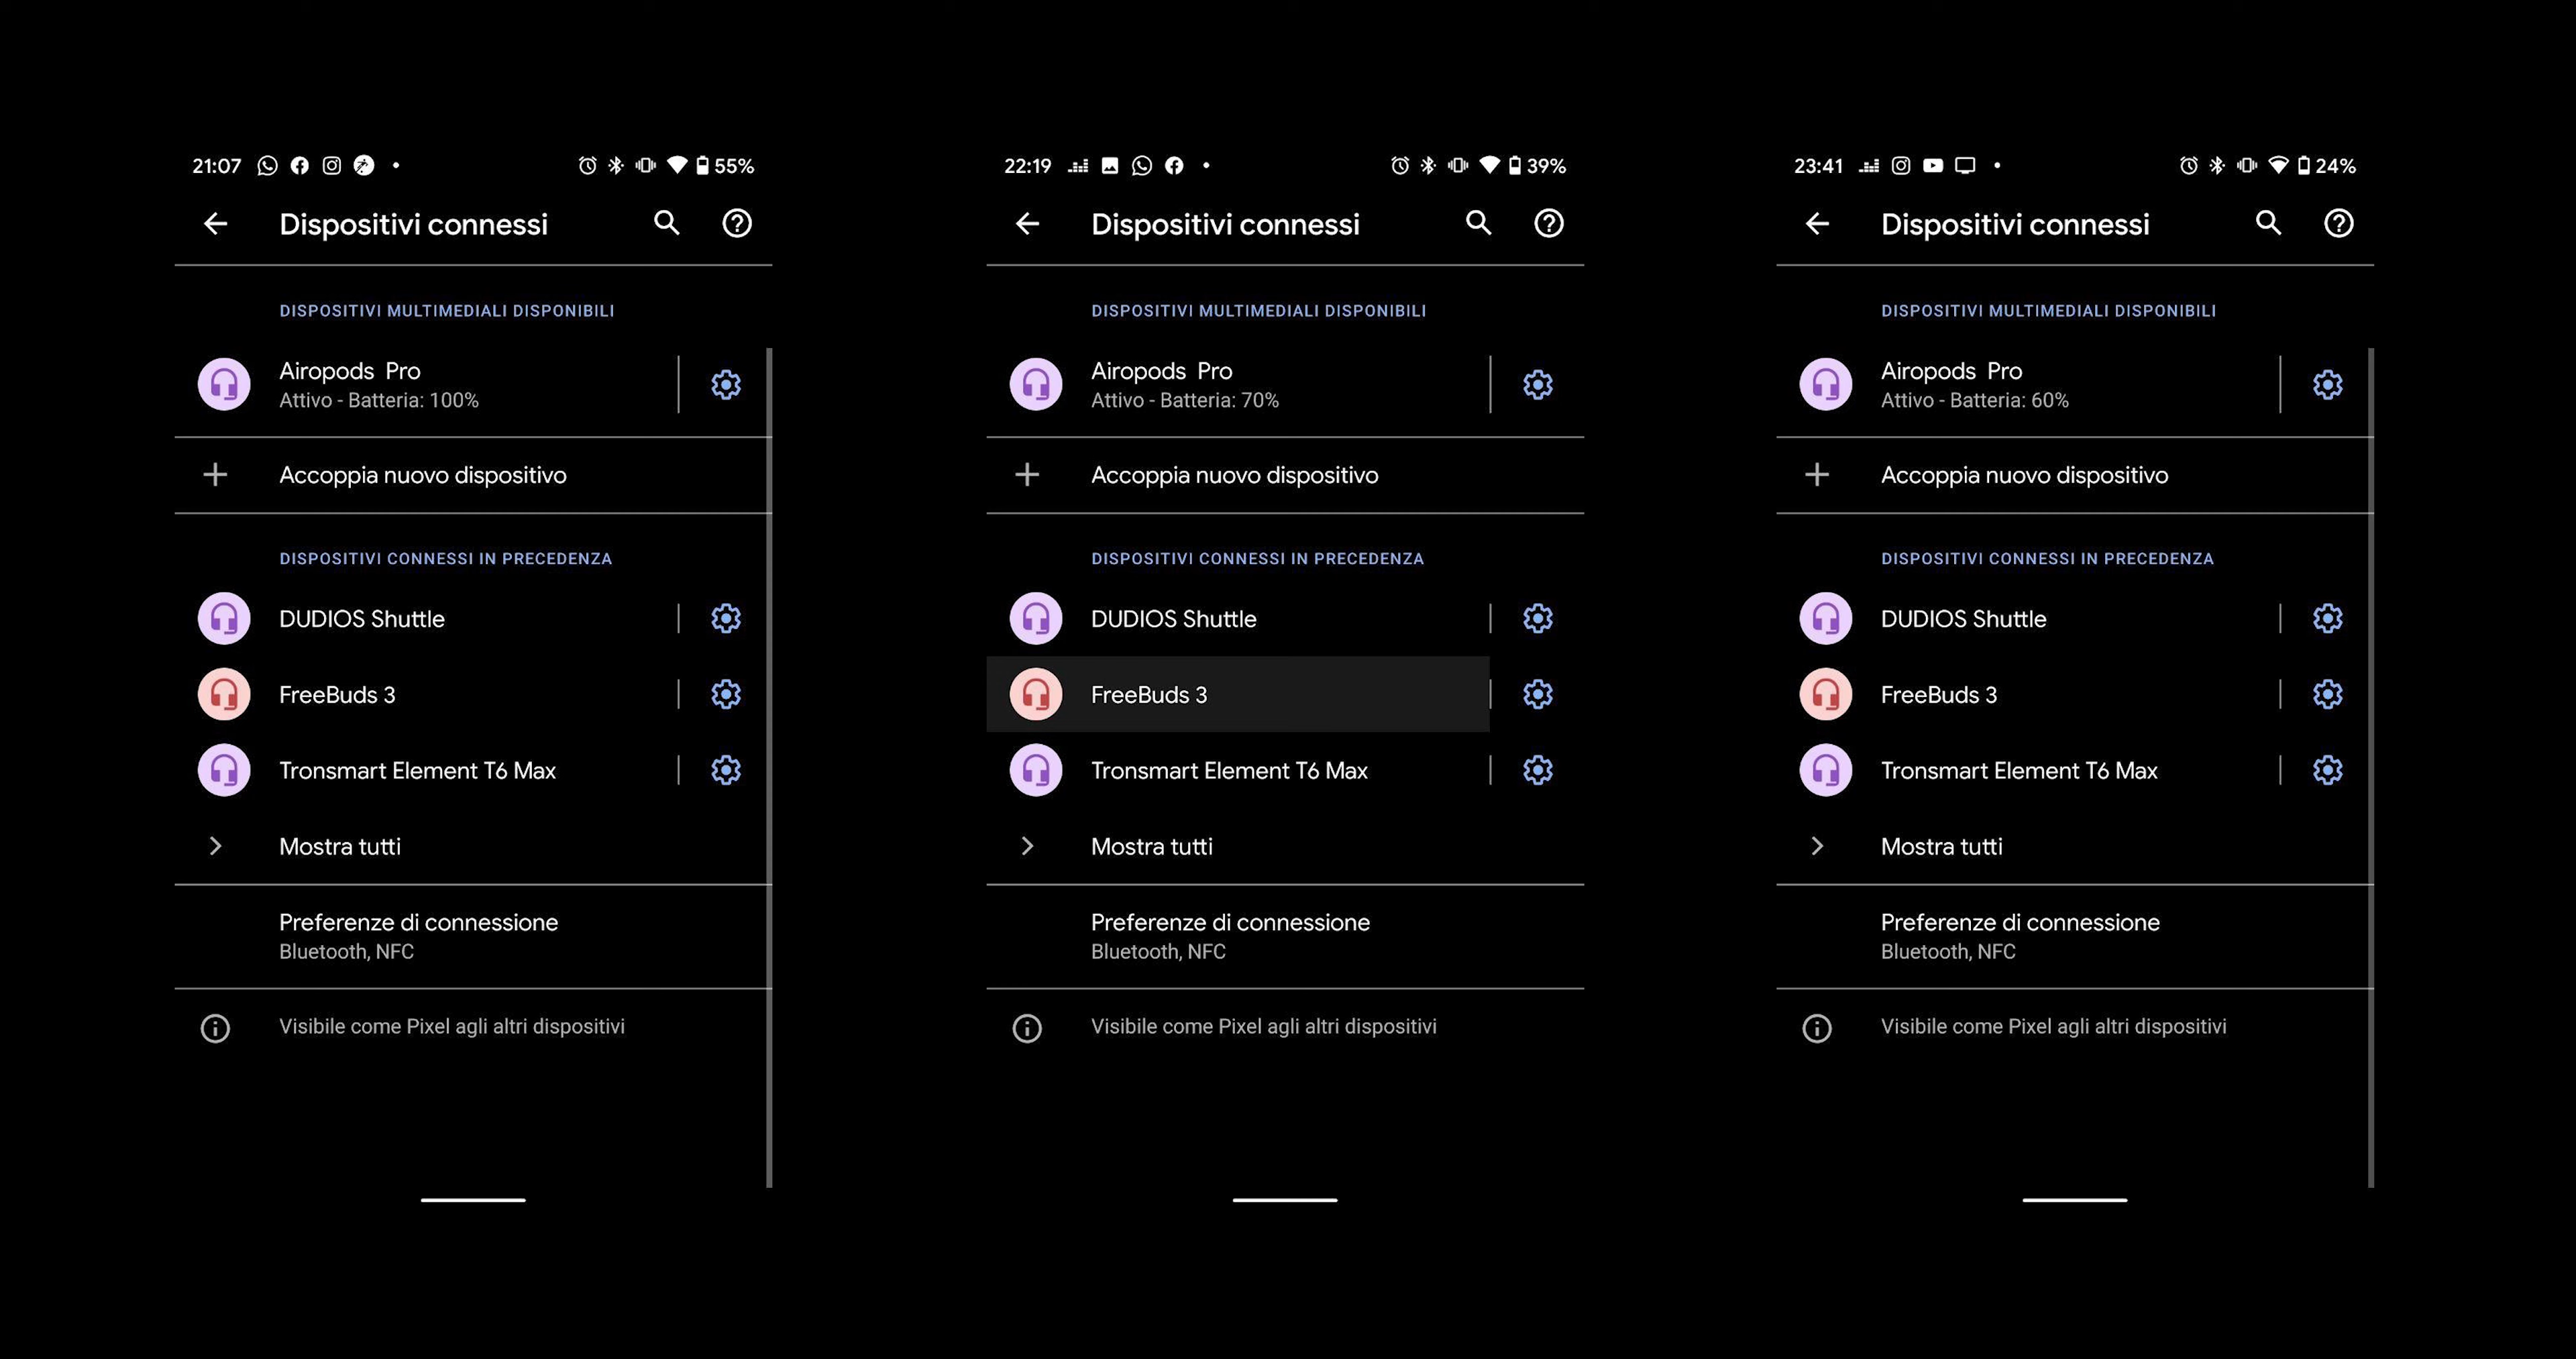 21:07 55%
Dispositivi connessi
DISPOSITIVI MULTIMEDIALI DISPONIBILI
Airopods  Pro
Attivo - Batteria: 100%
Accoppia nuovo dispositivo
DISPOSITIVI CONNESSI IN PRECEDENZA
DUDIOS Shuttle
FreeBuds 3
Tronsmart Element T6 Max
Mostra tutti
Preferenze di connessione
Bluetooth, NFC
Visibile come Pixel agli altri dispositivi
22:19 39%
Dispositivi connessi
DISPOSITIVI MULTIMEDIALI DISPONIBILI
Airopods  Pro
Attivo - Batteria: 70%
Accoppia nuovo dispositivo
DISPOSITIVI CONNESSI IN PRECEDENZA
DUDIOS Shuttle
FreeBuds 3
Tronsmart Element T6 Max
Mostra tutti
Preferenze di connessione
Bluetooth, NFC
Visibile come Pixel agli altri dispositivi
23:41 24%
Dispositivi connessi
DISPOSITIVI MULTIMEDIALI DISPONIBILI
Airopods  Pro
Attivo - Batteria: 60%
Accoppia nuovo dispositivo
DISPOSITIVI CONNESSI IN PRECEDENZA
DUDIOS Shuttle
FreeBuds 3
Tronsmart Element T6 Max
Mostra tutti
Preferenze di connessione
Bluetooth, NFC
Visibile come Pixel agli altri dispositivi